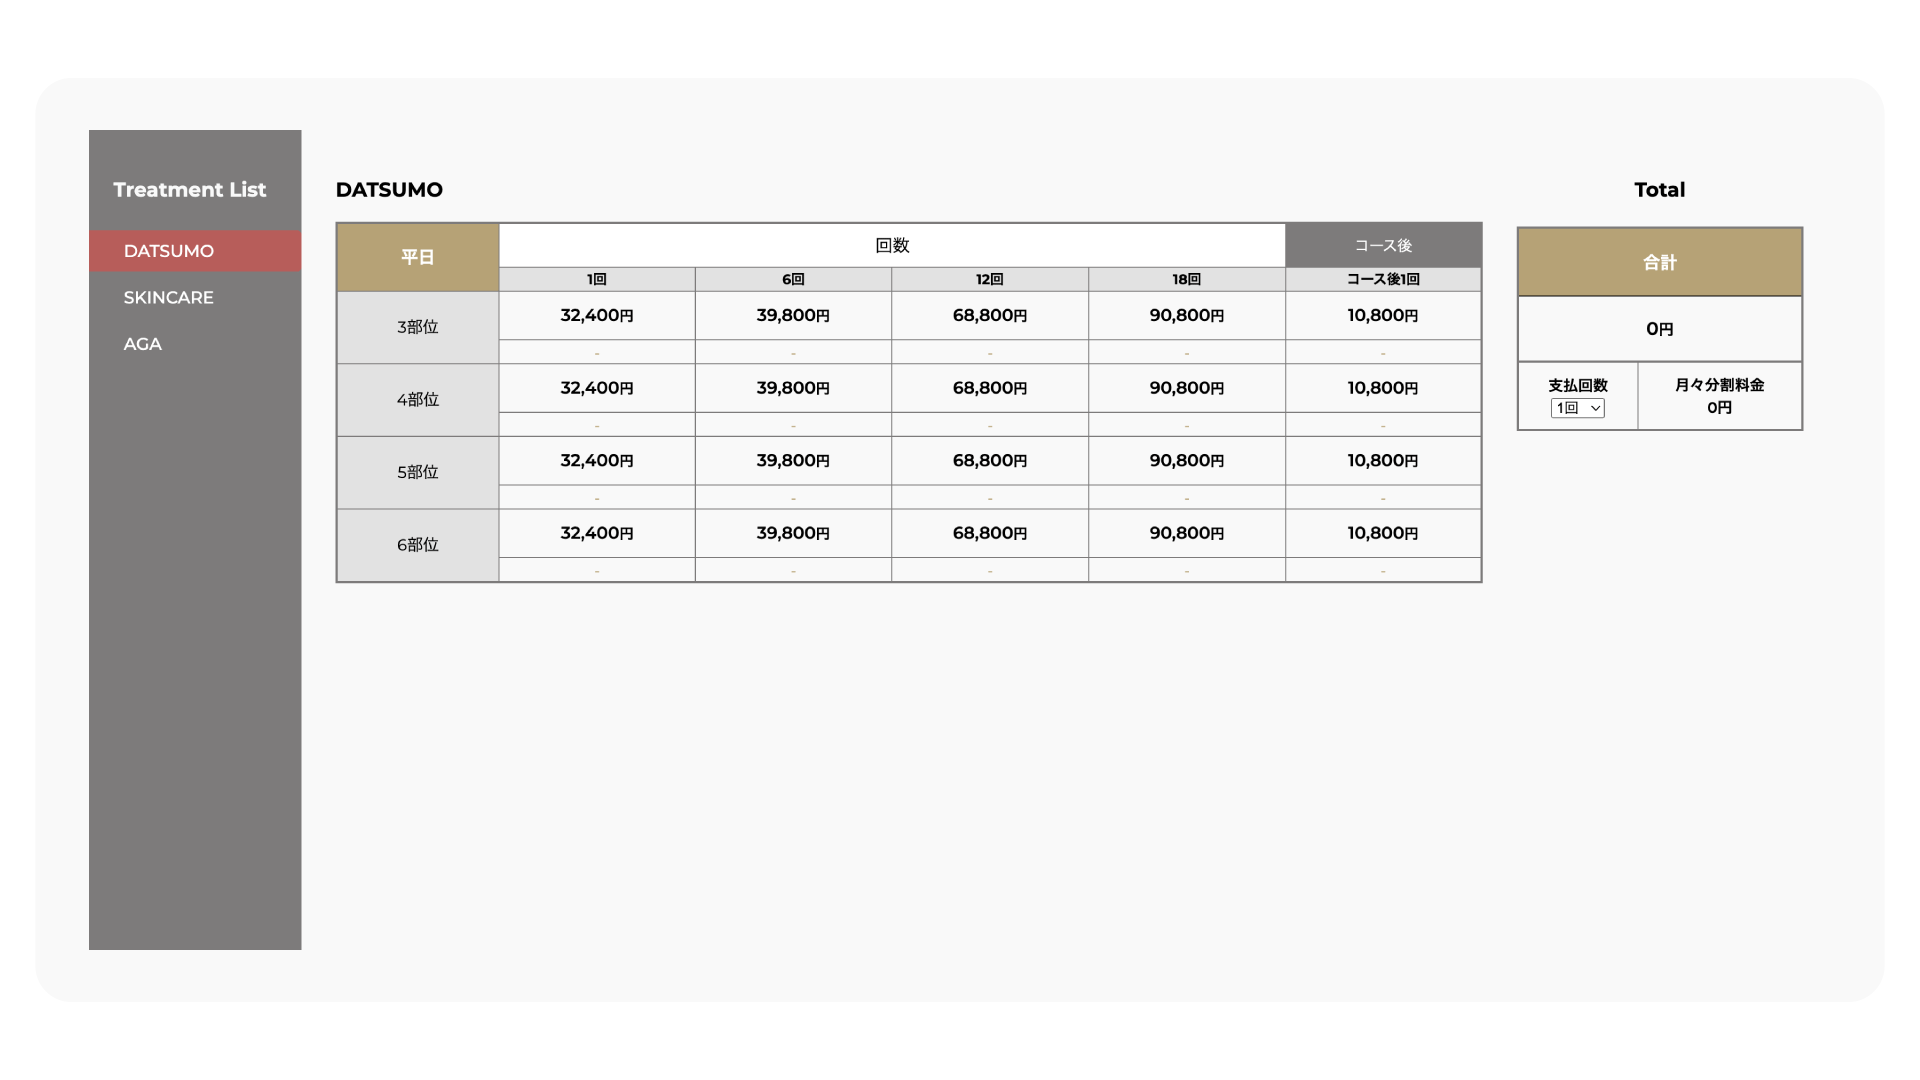 Treatment List
DATSUMO
SKINCARE
AGA
DATSUMO
平日 回数 コース後
1回 6回 12回 18回 コース後1回
3部位 32,400円 39,800円 68,800円 90,800円 10,800円
- - - - -
4部位 32,400円 39,800円 68,800円 90,800円 10,800円
- - - - -
5部位 32,400円 39,800円 68,800円 90,800円 10,800円
- - - - -
6部位 32,400円 39,800円 68,800円 90,800円 10,800円
- - - - -
Total
合計
0円
支払回数 月々分割料金
1回 0円